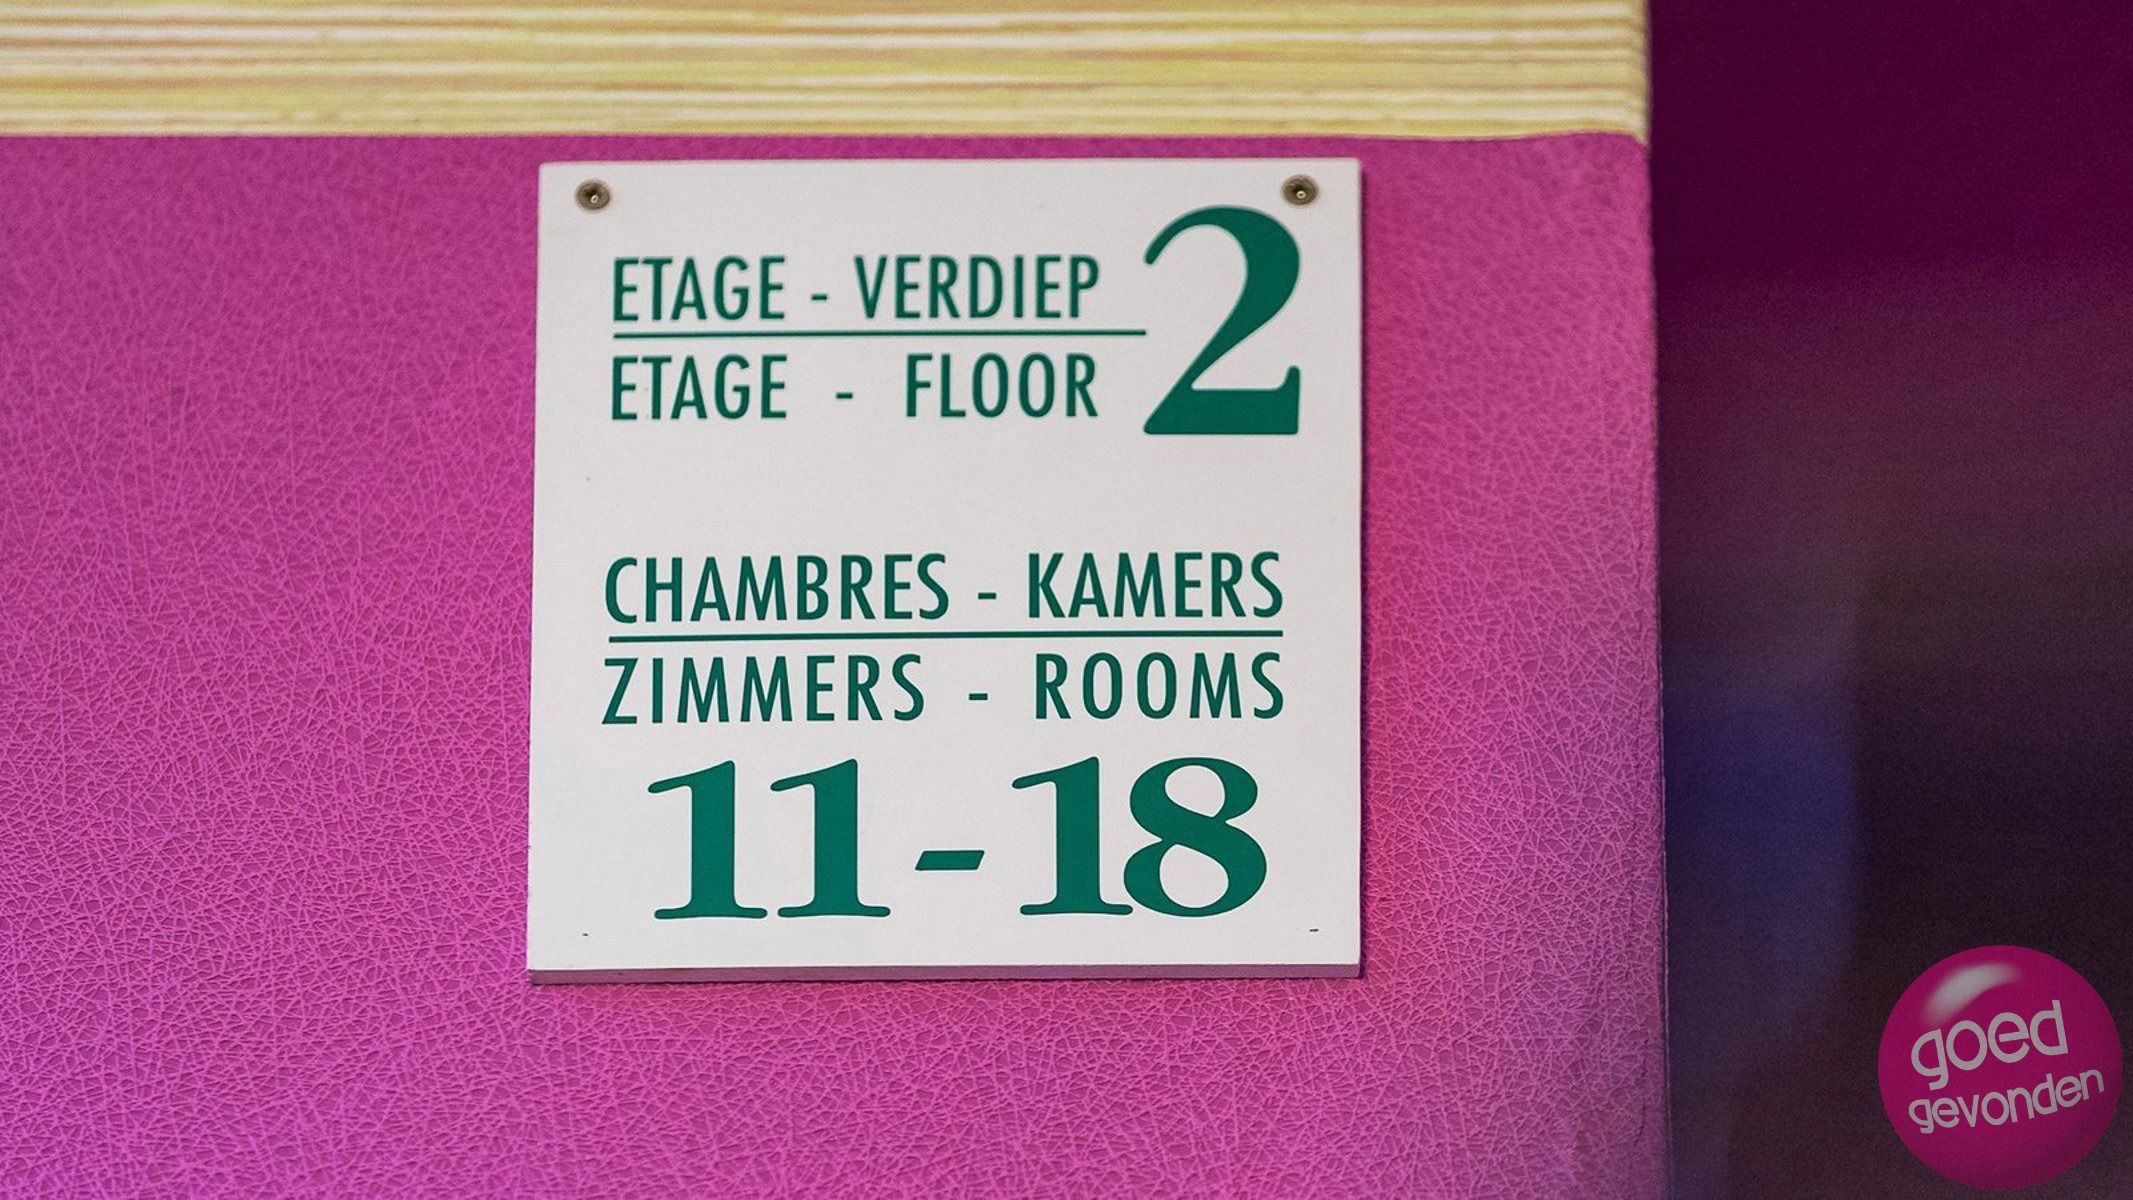 ETAGE - VERDIEP 2
ETAGE - FLOOR
CHAMBRES - KAMERS
ZIMMERS - ROOMS
11-18
goed
gevonden